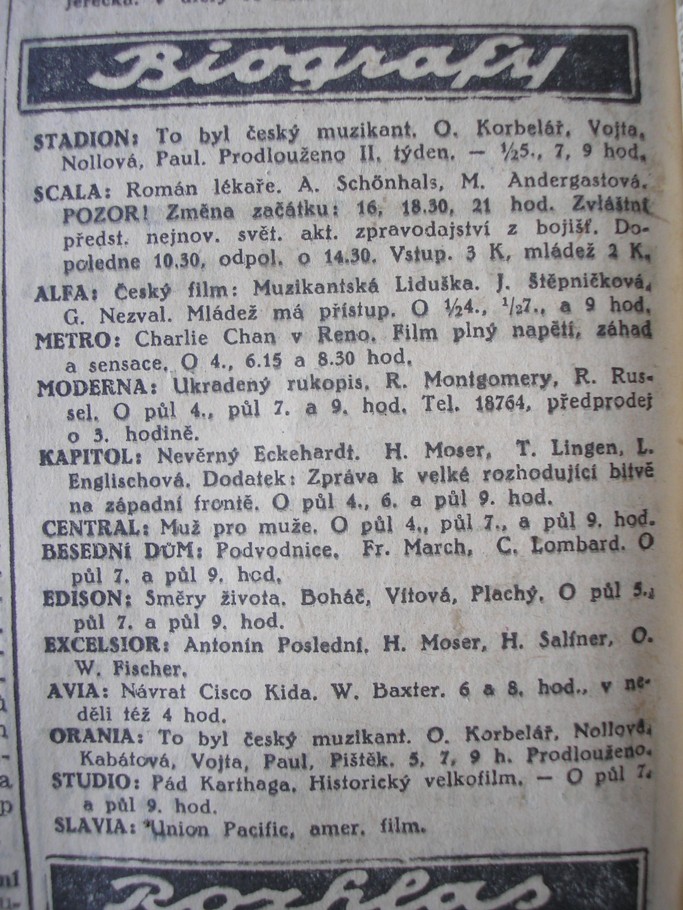 Biografy
STADION: To byl český muzikant. O. Korbelář, Vojta,
Nollová, Paul. Prodlouženo II. týden. — ½5., 7, 9 hod.
SCALA: Román lékaře. A. Schönhals, M. Andergastová.
POZOR! Změna začátku: 16, 18.30, 21 hod. Zvláštní
předst. nejnov. svět. akt. zpravodajství z bojišť. Do-
poledne 10.30, odpol. o 14.30. Vstup. 3 K, mládež 2 K.
ALFA: Český film: Muzikantská Liduška. J. Štěpničková,
G. Nezval. Mládež má přístup. O ½4., ½7., a 9 hod.
METRO: Charlie Chan v Reno. Film plný napětí, záhad
a sensace. O 4., 6.15 a 8.30 hod.
MODERNA: Ukradený rukopis. R. Montgomery, R. Rus-
sel. O půl 4., půl 7. a 9. hod. Tel. 18764, předprodej
o 3. hodině.
KAPITOL: Nevěrný Eckehardt. H. Moser, T. Lingen, L.
Englischová. Dodatek: Zpráva k velké rozhodující bitvě
na západní frontě. O půl 4., 6. a půl 9. hod.
CENTRAL: Muž pro muže. O půl 4., půl 7., a půl 9. hod.
BESEDNÍ DŮM: Podvodnice. Fr. March, C. Lombard. O
půl 7. a půl 9. hod.
EDISON: Směry života. Boháč, Vítová, Plachý. O půl 5.,
půl 7. a půl 9. hod.
EXCELSIOR: Antonín Poslední. H. Moser, H. Salfner, O.
W. Fischer.
AVIA: Návrat Cisco Kida. W. Baxter. 6 a 8. hod., v ne-
děli též 4 hod.
ORANIA: To byl český muzikant. O. Korbelář, Nollová,
Kabátová, Vojta, Paul, Pištěk. 5, 7, 9 h. Prodlouženo.
STUDIO: Pád Karthaga. Historický velkofilm. — O půl 7.
a půl 9. hod.
SLAVIA: Union Pacific, amer. film.
Rozhlas